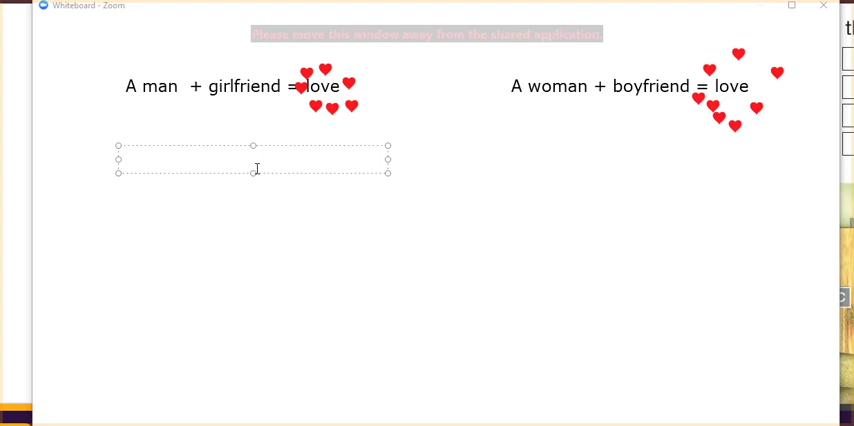 Whiteboard - Zoom
Please move this window away from the shared application.
A man + girlfriend = love
A woman + boyfriend = love